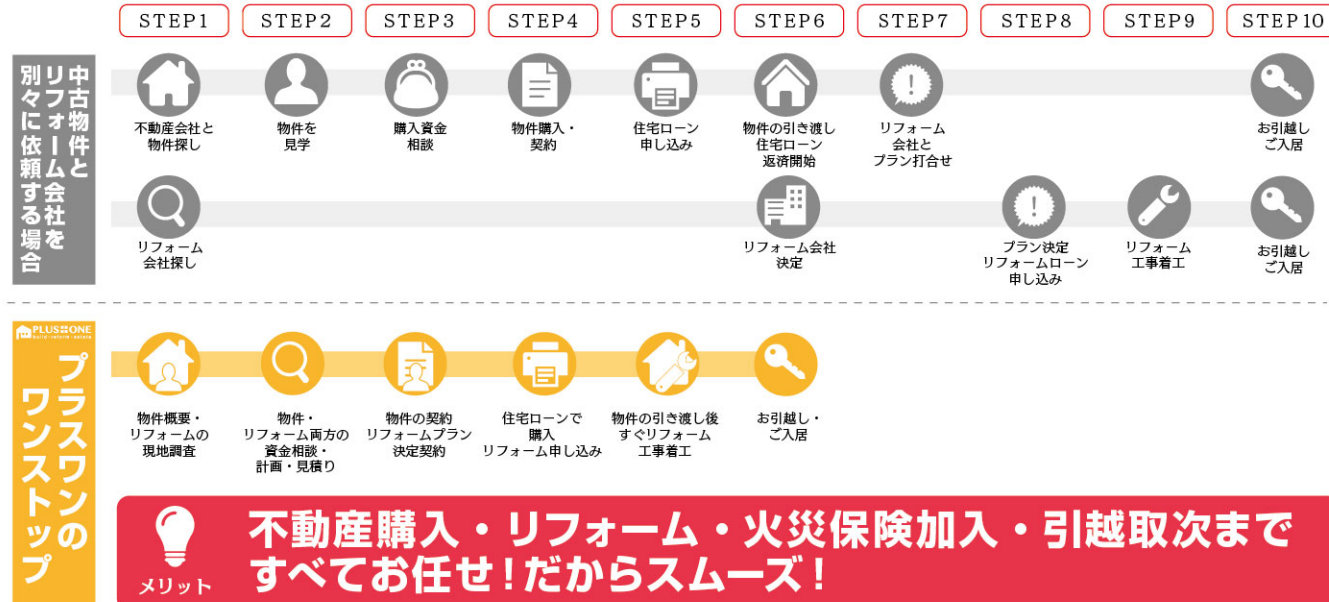 STEP1
STEP2
STEP3
STEP4
STEP5
STEP6
STEP7
STEP8
STEP9
STEP10
中古物件と
リフォーム会社を
別々に依頼する場合
不動産会社と
物件探し
物件を
見学
購入資金
相談
物件購入・
契約
住宅ローン
申し込み
物件の引き渡し
住宅ローン
返済開始
リフォーム
会社と
プラン打合せ
お引越し
ご入居
リフォーム
会社探し
リフォーム会社
決定
プラン決定
リフォームローン
申し込み
リフォーム
工事着工
お引越し
ご入居
PLUS ONE
build・reform・estate
プラスワンの
ワンストップ
物件概要・
リフォームの
現地調査
物件・
リフォーム両方の
資金相談・
計画・見積り
物件の契約
リフォームプラン
決定契約
住宅ローンで
購入
リフォーム申し込み
物件の引き渡し後
すぐリフォーム
工事着工
お引越し・
ご入居
メリット
不動産購入・リフォーム・火災保険加入・引越取次まで
すべてお任せ!だからスムーズ!